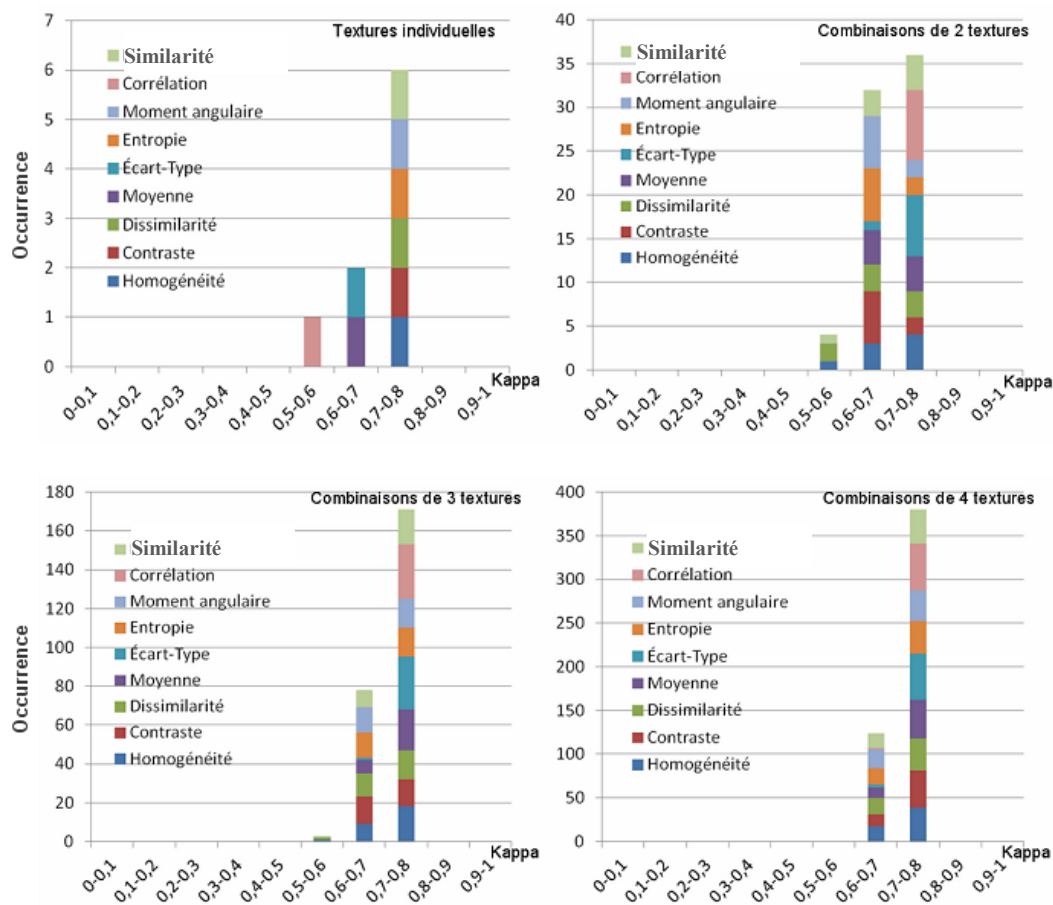 Textures individuelles
7
6
5
4
3
2
1
0
Occurrence
Similarité
Corrélation
Moment angulaire
Entropie
Écart-Type
Moyenne
Dissimilarité
Contraste
Homogénéité
Kappa
0-0,1
0,1-0,2
0,2-0,3
0,3-0,4
0,4-0,5
0,5-0,6
0,6-0,7
0,7-0,8
0,8-0,9
0,9-1
Combinaisons de 2 textures
40
35
30
25
20
15
10
5
0
Similarité
Corrélation
Moment angulaire
Entropie
Écart-Type
Moyenne
Dissimilarité
Contraste
Homogénéité
Kappa
0-0,1
0,1-0,2
0,2-0,3
0,3-0,4
0,4-0,5
0,5-0,6
0,6-0,7
0,7-0,8
0,8-0,9
0,9-1
Combinaisons de 3 textures
180
160
140
120
100
80
60
40
20
0
Occurrence
Similarité
Corrélation
Moment angulaire
Entropie
Écart-Type
Moyenne
Dissimilarité
Contraste
Homogénéité
Kappa
0-0,1
0,1-0,2
0,2-0,3
0,3-0,4
0,4-0,5
0,5-0,6
0,6-0,7
0,7-0,8
0,8-0,9
0,9-1
Combinaisons de 4 textures
400
350
300
250
200
150
100
50
0
Similarité
Corrélation
Moment angulaire
Entropie
Écart-Type
Moyenne
Dissimilarité
Contraste
Homogénéité
Kappa
0-0,1
0,1-0,2
0,2-0,3
0,3-0,4
0,4-0,5
0,5-0,6
0,6-0,7
0,7-0,8
0,8-0,9
0,9-1